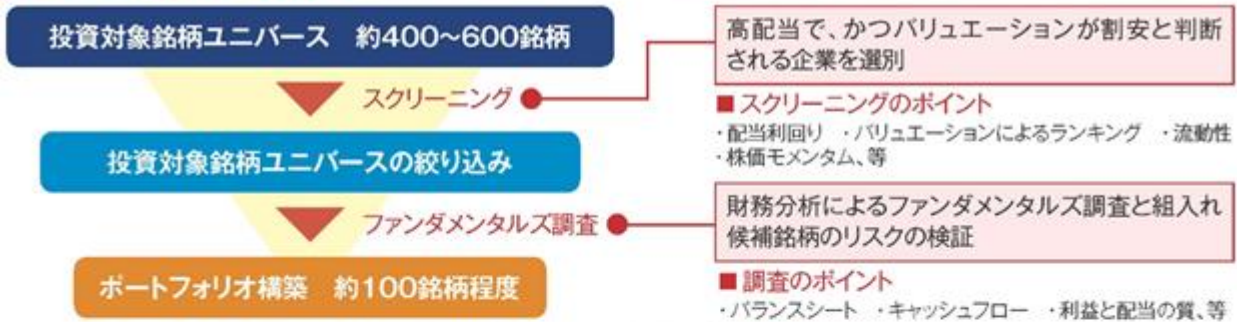 投資対象銘柄ユニバース 約400〜600銘柄
スクリーニング
高配当で、かつバリュエーションが割安と判断
される企業を選別
■ スクリーニングのポイント
・配当利回り ・バリュエーションによるランキング ・流動性
・株価モメンタム、等
投資対象銘柄ユニバースの絞り込み
ファンダメンタルズ調査
財務分析によるファンダメンタルズ調査と組入れ
候補銘柄のリスクの検証
■ 調査のポイント
・バランスシート ・キャッシュフロー ・利益と配当の質、等
ポートフォリオ構築 約100銘柄程度